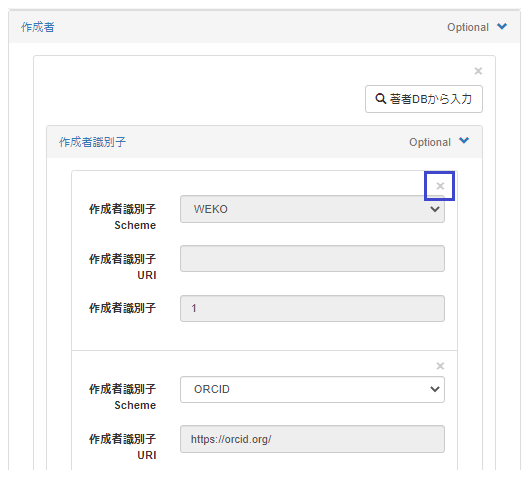 作成者 Optional
×
著者DBから入力
作成者識別子 Optional
×
作成者識別子 Scheme WEKO
作成者識別子 URI
作成者識別子 1
×
作成者識別子 Scheme ORCID
作成者識別子 URI https://orcid.org/